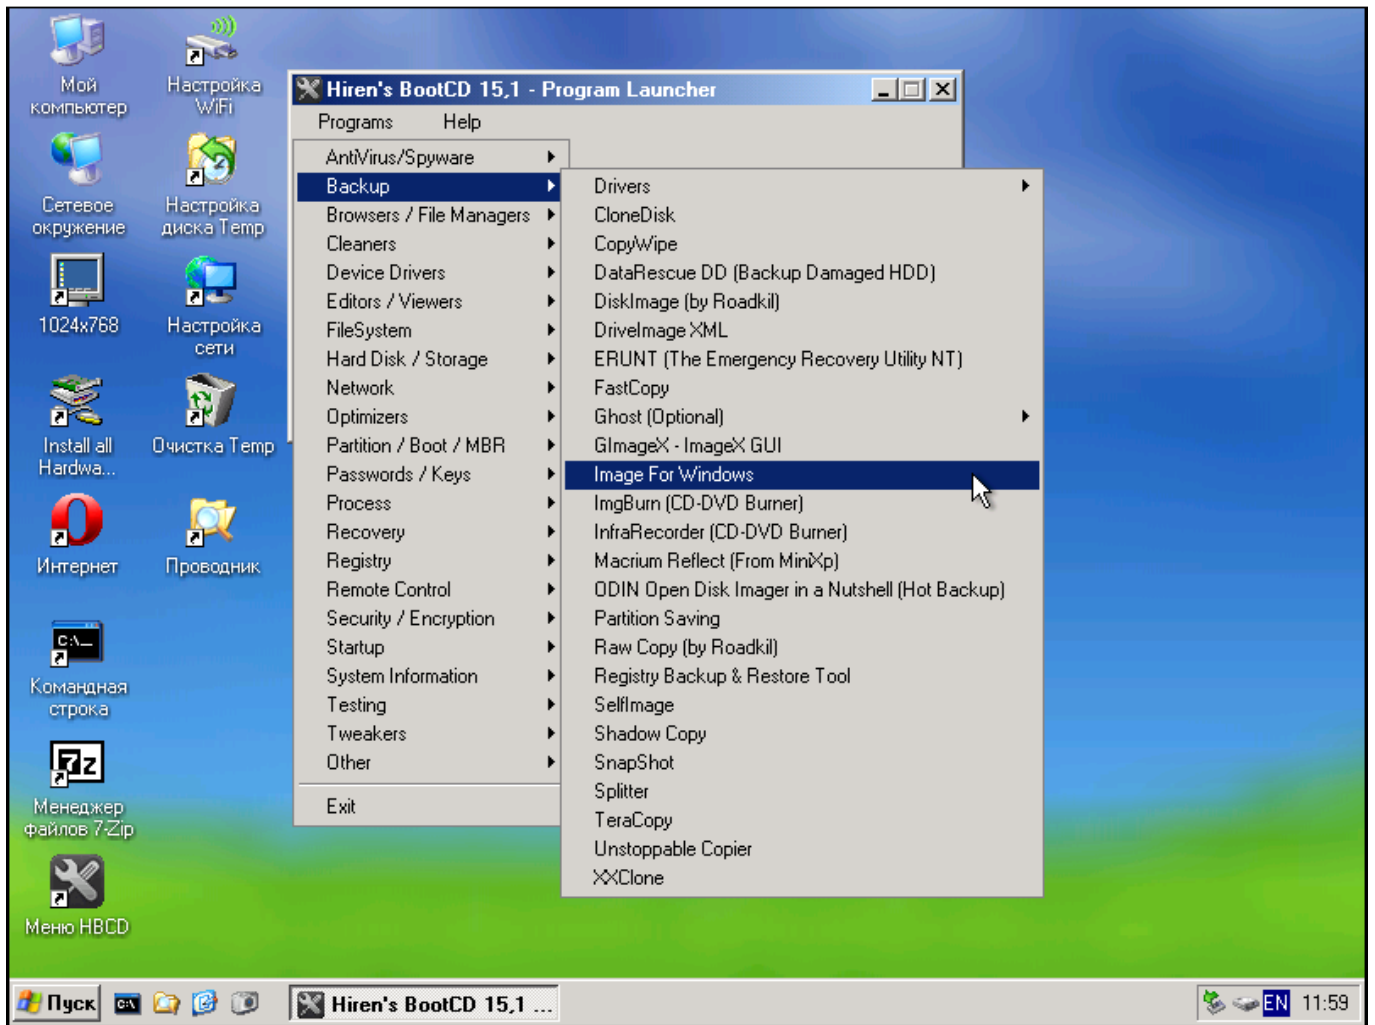 Мой
компьютер
Настройка
WiFi
Сетевое
окружение
Настройка
диска Temp
1024x768
Настройка
сети
Install all
Hardwa...
Очистка Temp
Интернет
Проводник
C:\_
Командная
строка
7z
Менеджер
файлов 7-Zip
Меню HBCD
Hiren's BootCD 15,1 - Program Launcher
Programs Help
AntiVirus/Spyware
Backup
Browsers / File Managers
Cleaners
Device Drivers
Editors / Viewers
FileSystem
Hard Disk / Storage
Network
Optimizers
Partition / Boot / MBR
Passwords / Keys
Process
Recovery
Registry
Remote Control
Security / Encryption
Startup
System Information
Testing
Tweakers
Other
Exit
Drivers
CloneDisk
CopyWipe
DataRescue DD (Backup Damaged HDD)
DiskImage (by Roadkil)
DriveImage XML
ERUNT (The Emergency Recovery Utility NT)
FastCopy
Ghost (Optional)
GImageX - ImageX GUI
Image For Windows
ImgBurn (CD-DVD Burner)
InfraRecorder (CD-DVD Burner)
Macrium Reflect (From MiniXp)
ODIN Open Disk Imager in a Nutshell (Hot Backup)
Partition Saving
Raw Copy (by Roadkil)
Registry Backup & Restore Tool
SelfImage
Shadow Copy
SnapShot
Splitter
TeraCopy
Unstoppable Copier
XXClone
Пуск
Hiren's BootCD 15,1 ...
EN 11:59